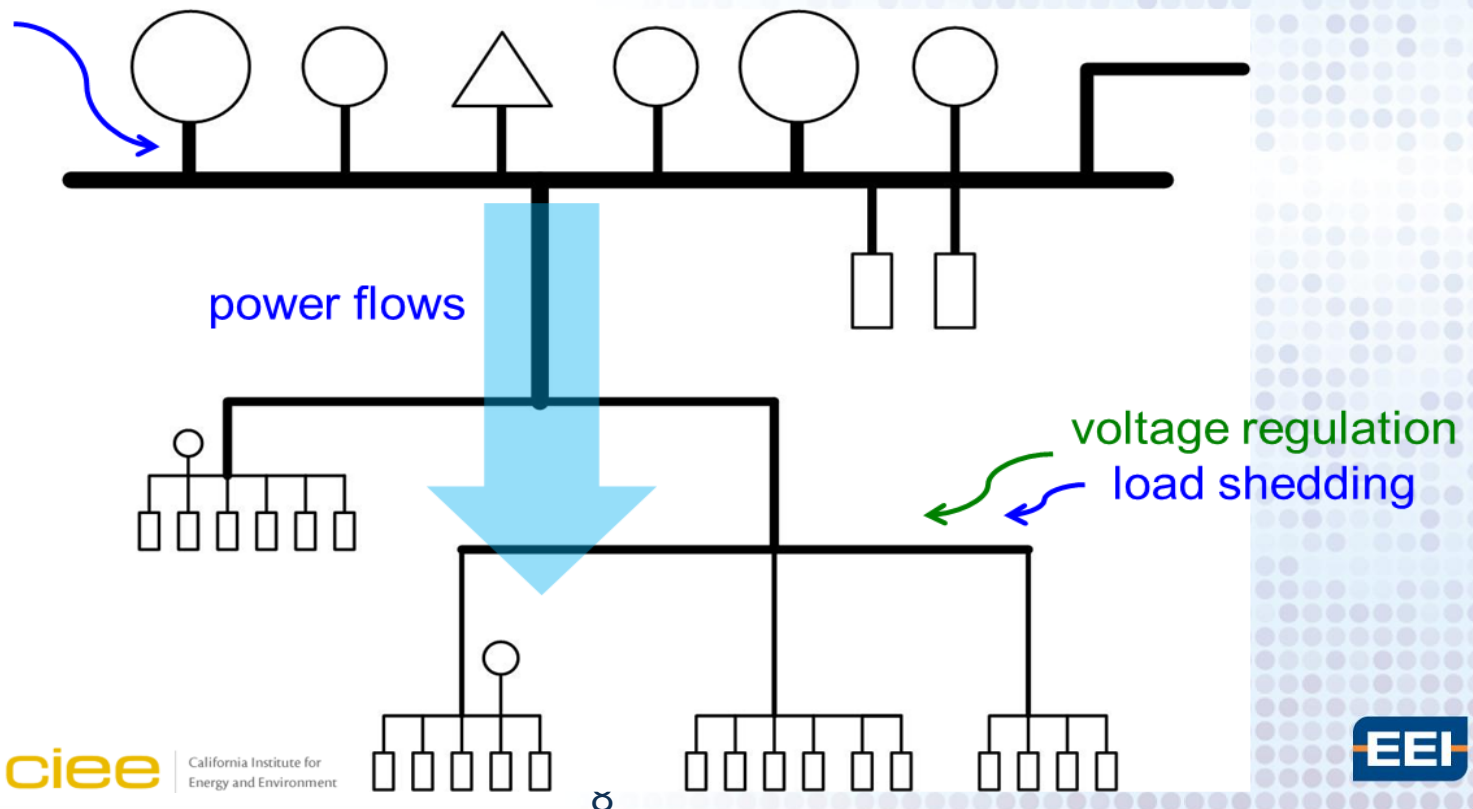 power flows
voltage regulation
load shedding
ciee
California Institute for
Energy and Environment
EEI
8